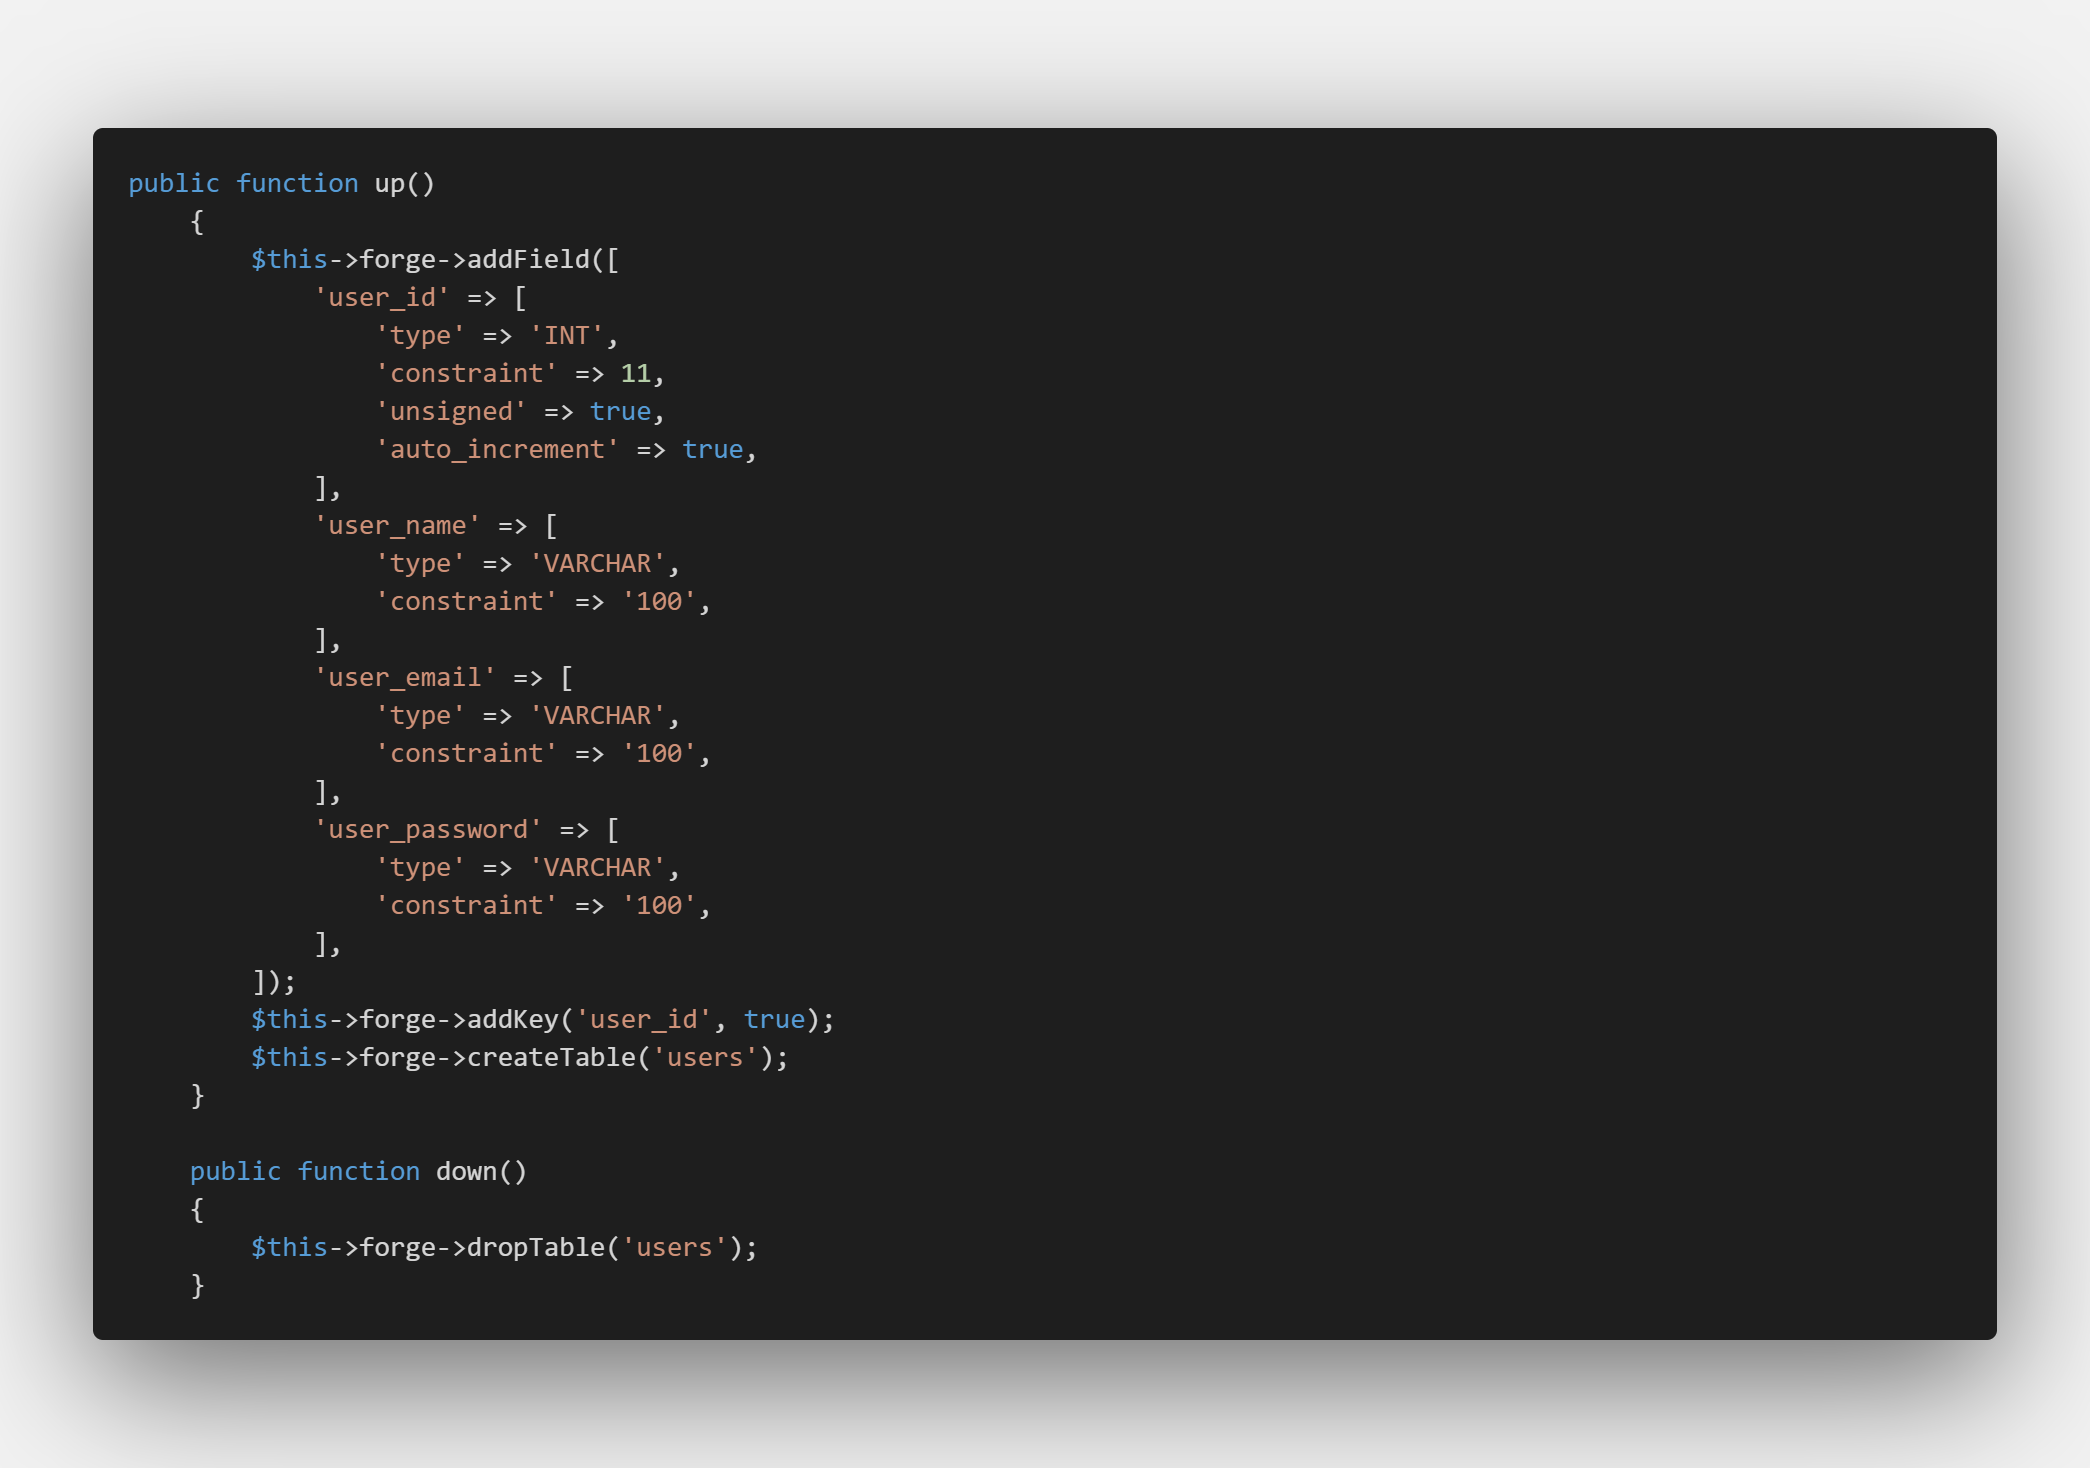 public function up()
    {
        $this->forge->addField([
            'user_id' => [
                'type' => 'INT',
                'constraint' => 11,
                'unsigned' => true,
                'auto_increment' => true,
            ],
            'user_name' => [
                'type' => 'VARCHAR',
                'constraint' => '100',
            ],
            'user_email' => [
                'type' => 'VARCHAR',
                'constraint' => '100',
            ],
            'user_password' => [
                'type' => 'VARCHAR',
                'constraint' => '100',
            ],
        ]);
        $this->forge->addKey('user_id', true);
        $this->forge->createTable('users');
    }

    public function down()
    {
        $this->forge->dropTable('users');
    }